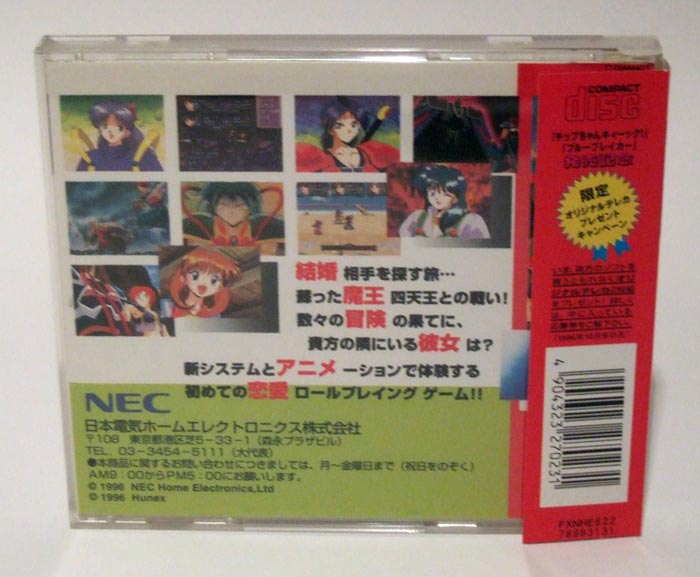 結婚 相手を探す旅…
蘇った魔王 四天王との戦い!
数々の冒険 の果てに、
貴方の隣にいる彼女 は?
新システムとアニメ ーションで体験する
初めての恋愛 ロールプレイング ゲーム!!
NEC
日本電気ホームエレクトロニクス株式会社
〒108 東京都港区芝5-33-1(森永プラザビル)
TEL. 03-3454-5111(大代表)
●本商品に関するお問い合わせにつきましては、月~金曜日まで(祝日をのぞく)
AM9:00からPM5:00にお願いします。
© 1996 NEC Home Electronics,Ltd
© 1996 Hunex
COMPACT
disc
「チップちゃんキィーック!」
「ブルーブレイカー」
発売記念
限定
オリジナルテレカ
プレゼント
キャンペーン
4904323270231
FXNHE622
78983131